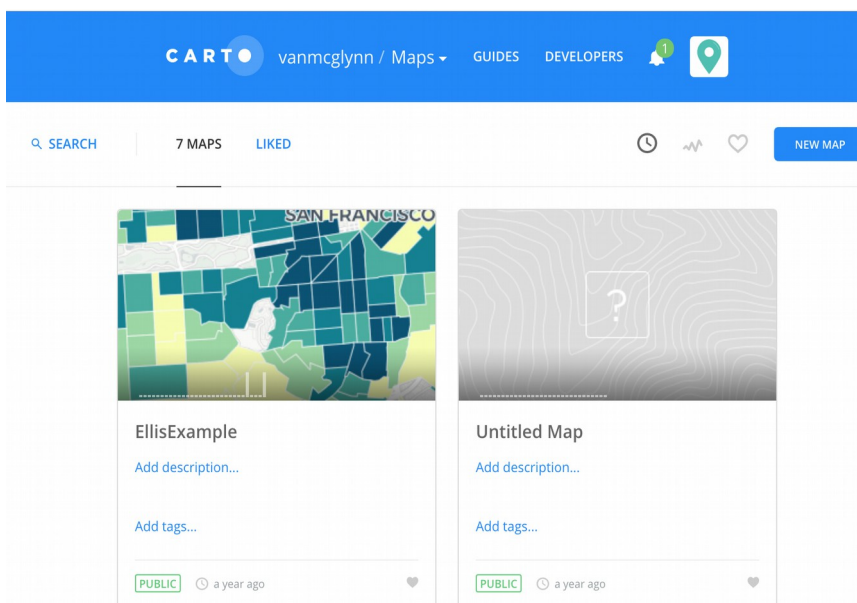 CARTO vanmcglynn / Maps GUIDES DEVELOPERS 1
SEARCH 7 MAPS LIKED NEW MAP
SAN FRANCISCO ?
EllisExample Untitled Map
Add description... Add description...
Add tags... Add tags...
PUBLIC a year ago PUBLIC a year ago